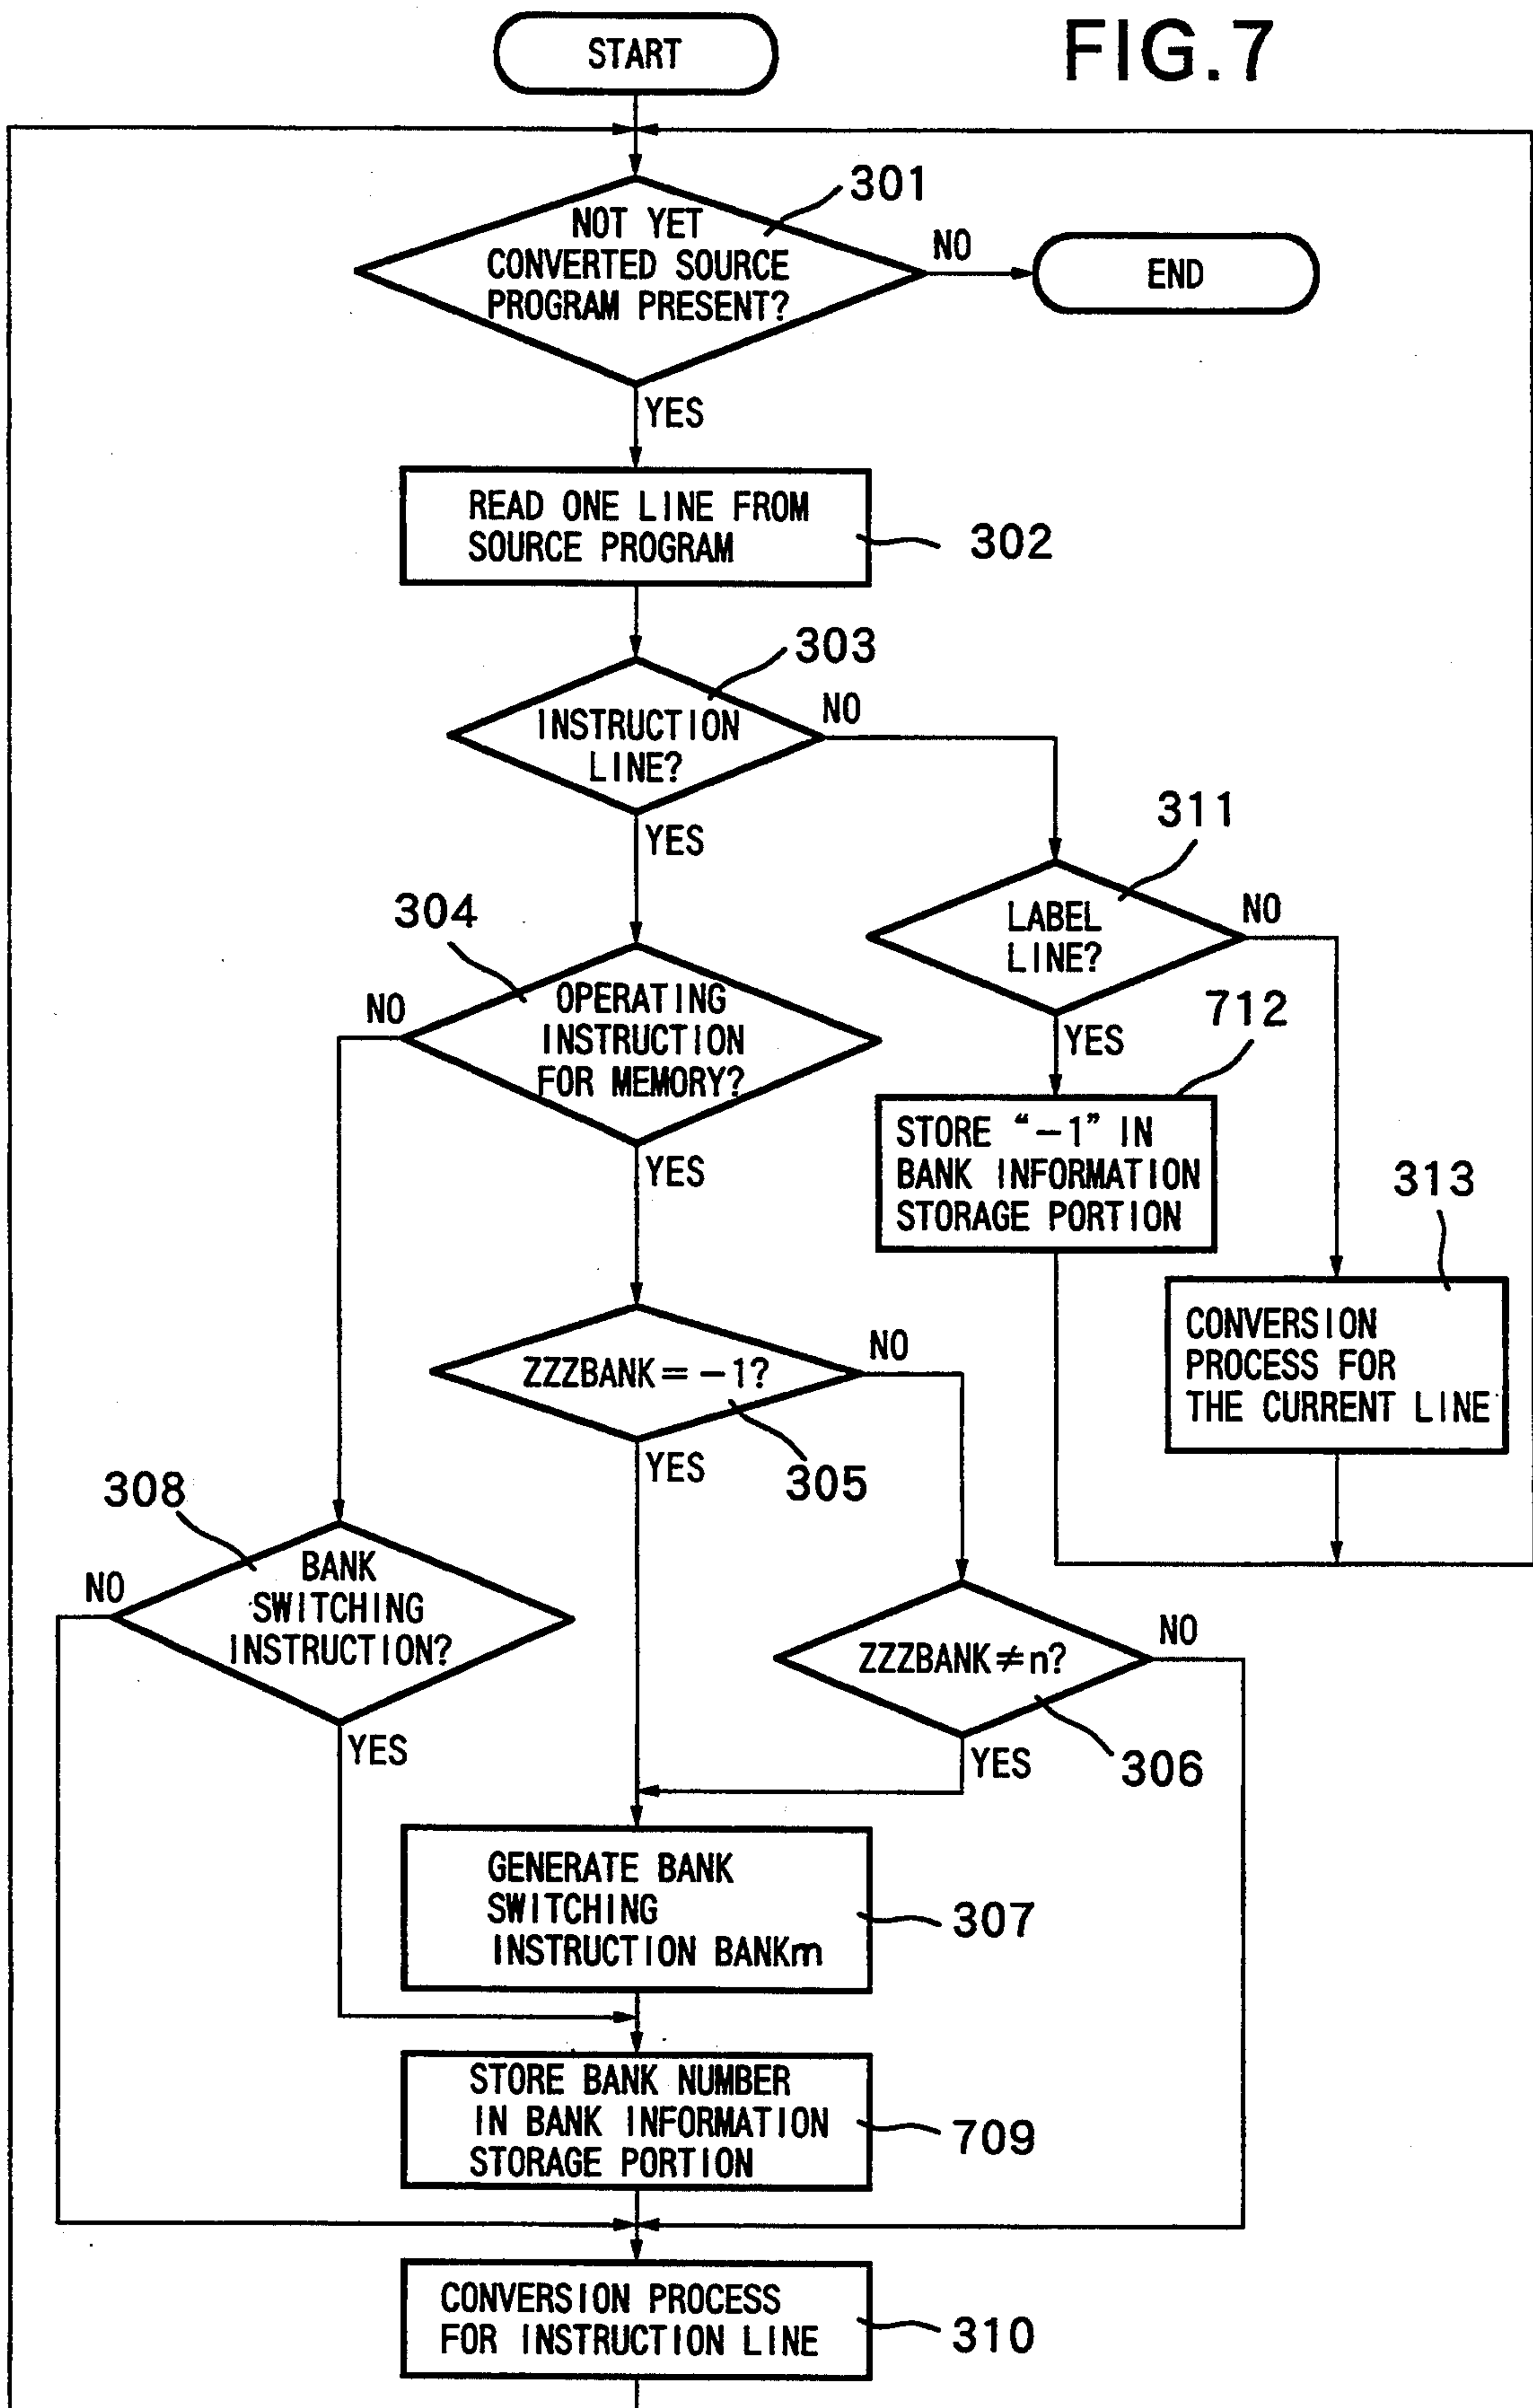 FIG.7
START
301
NOT YET
CONVERTED SOURCE
PROGRAM PRESENT?
NO
END
YES
READ ONE LINE FROM
SOURCE PROGRAM
302
303
INSTRUCTION
LINE?
NO
YES
311
LABEL
LINE?
NO
YES
304
OPERATING
INSTRUCTION
FOR MEMORY?
NO
YES
712
STORE “−1” IN
BANK INFORMATION
STORAGE PORTION
313
CONVERSION
PROCESS FOR
THE CURRENT LINE
ZZZBANK=−1?
NO
YES
305
308
BANK
SWITCHING
INSTRUCTION?
NO
YES
ZZZBANK≠n?
NO
YES
306
GENERATE BANK
SWITCHING
INSTRUCTION BANKm
307
STORE BANK NUMBER
IN BANK INFORMATION
STORAGE PORTION
709
CONVERSION PROCESS
FOR INSTRUCTION LINE
310